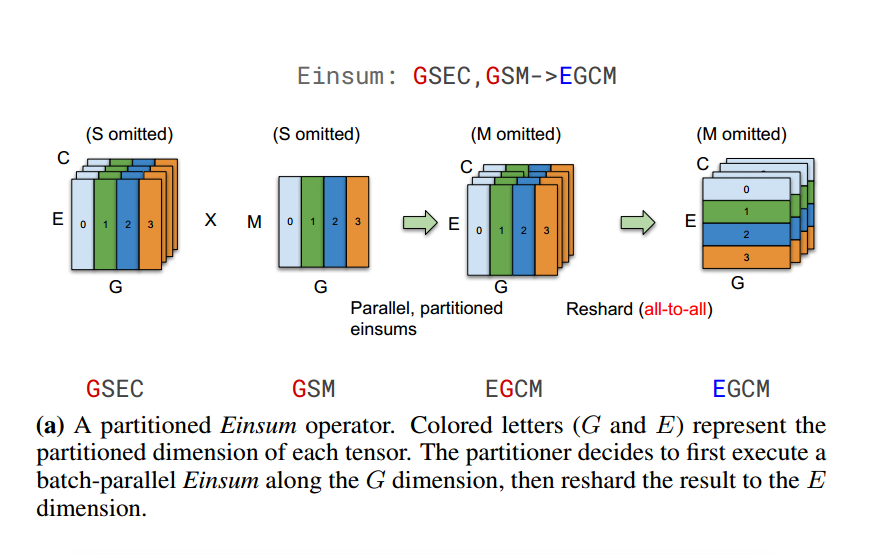 Einsum: GSEC,GSM->EGCM
(S omitted) (S omitted) (M omitted) (M omitted)
C C C
E 0 1 2 3 X M 0 1 2 3 E 0 1 2 3 E 0
1
2
3
G G G G
Parallel, partitioned
einsums
Reshard (all-to-all)
GSEC GSM EGCM EGCM
(a) A partitioned Einsum operator. Colored letters (G and E) represent the
partitioned dimension of each tensor. The partitioner decides to first execute a
batch-parallel Einsum along the G dimension, then reshard the result to the E
dimension.